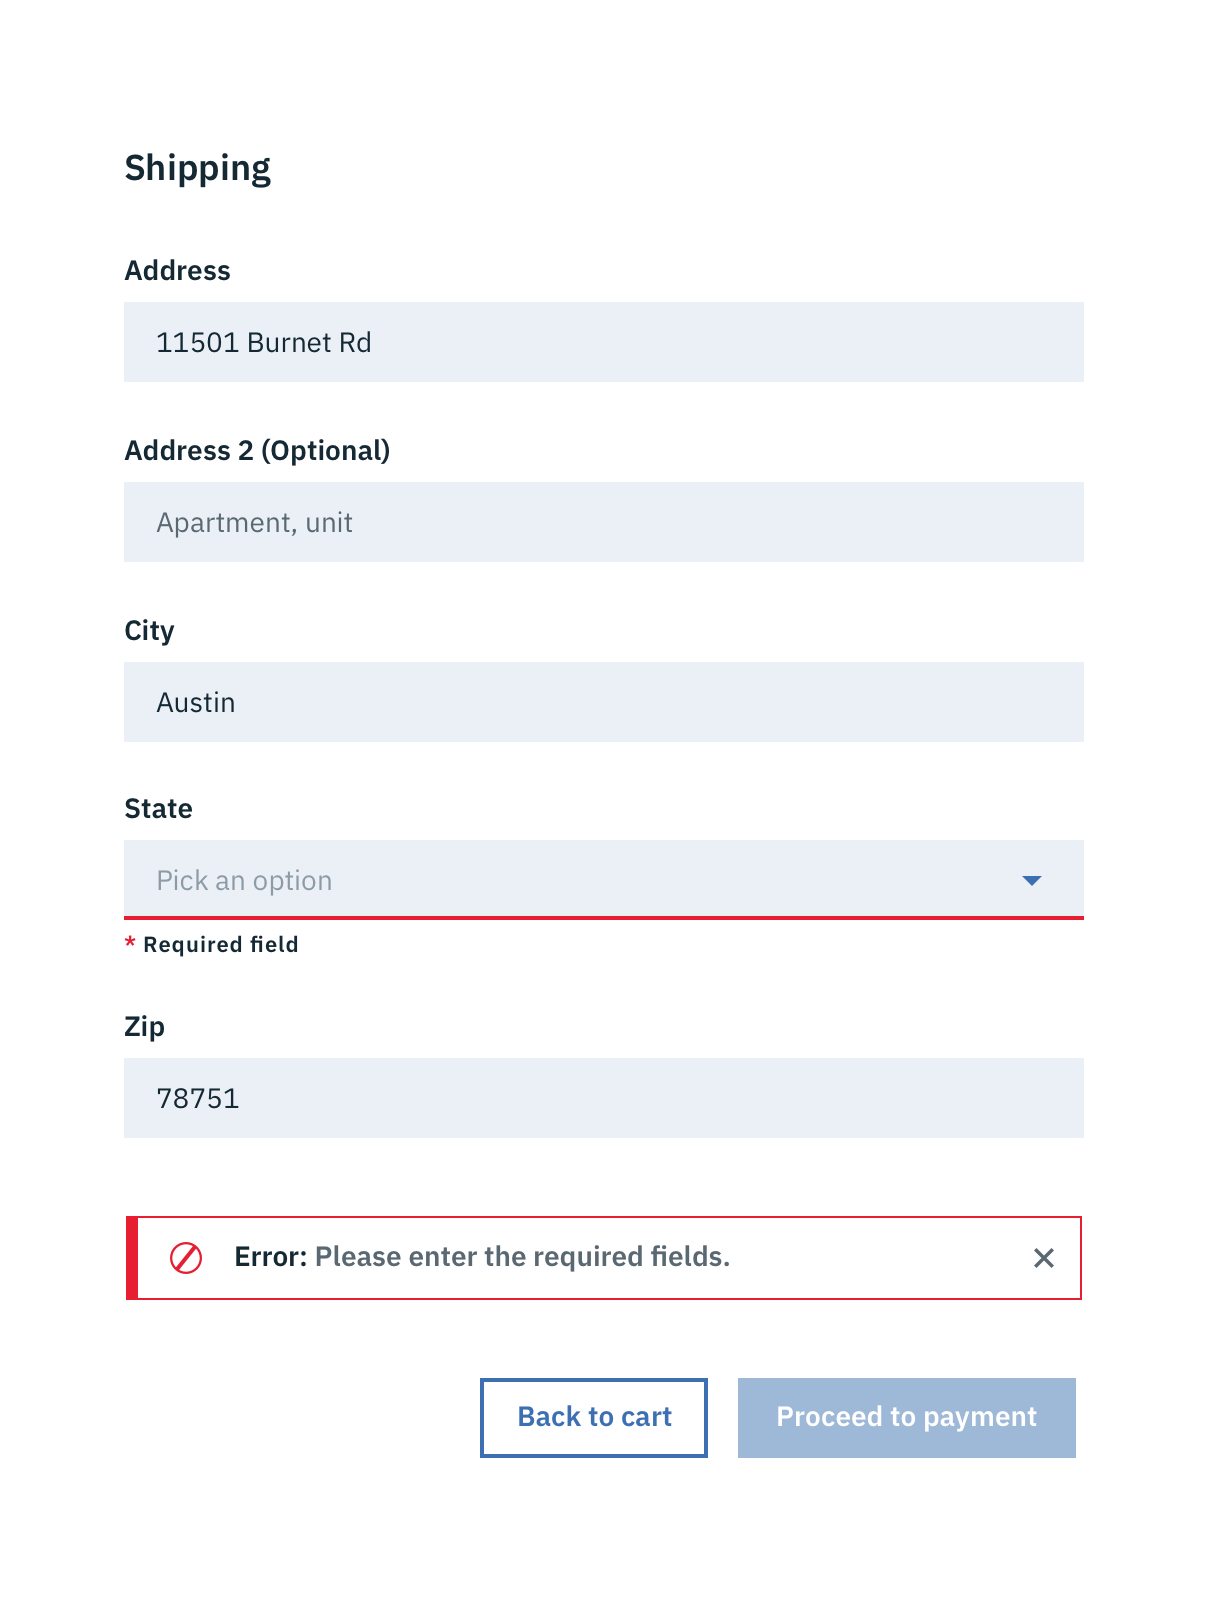 Shipping
Address
11501 Burnet Rd
Address 2 (Optional)
Apartment, unit
City
Austin
State
Pick an option
* Required field
Zip
78751
Error: Please enter the required fields.
Back to cart
Proceed to payment